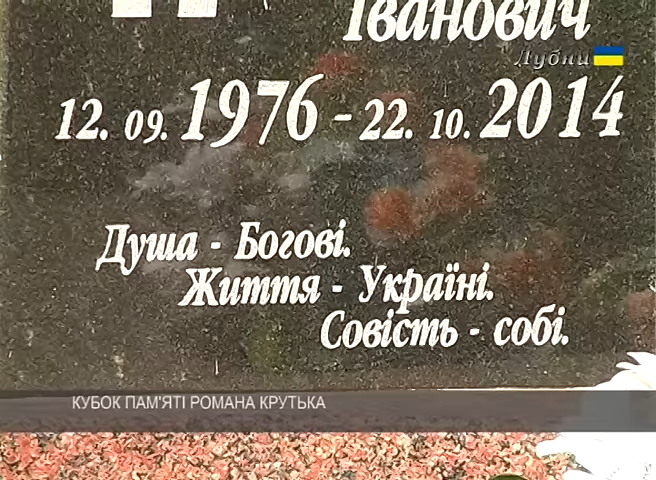 Іванович
Лубни
12. 09. 1976 - 22. 10. 2014
Душа - Богові.
Життя - Україні.
Совість - собі.
КУБОК ПАМ'ЯТІ РОМАНА КРУТЬКА